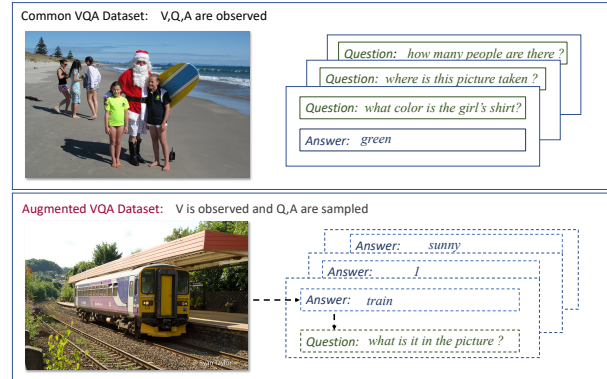 Common VQA Dataset: V,Q,A are observed
Question: how many people are there ?
Question: where is this picture taken ?
Question: what color is the girl's shirt?
Answer: green
Augmented VQA Dataset: V is observed and Q,A are sampled
Answer: sunny
Answer: 1
Answer: train
Question: what is it in the picture ?